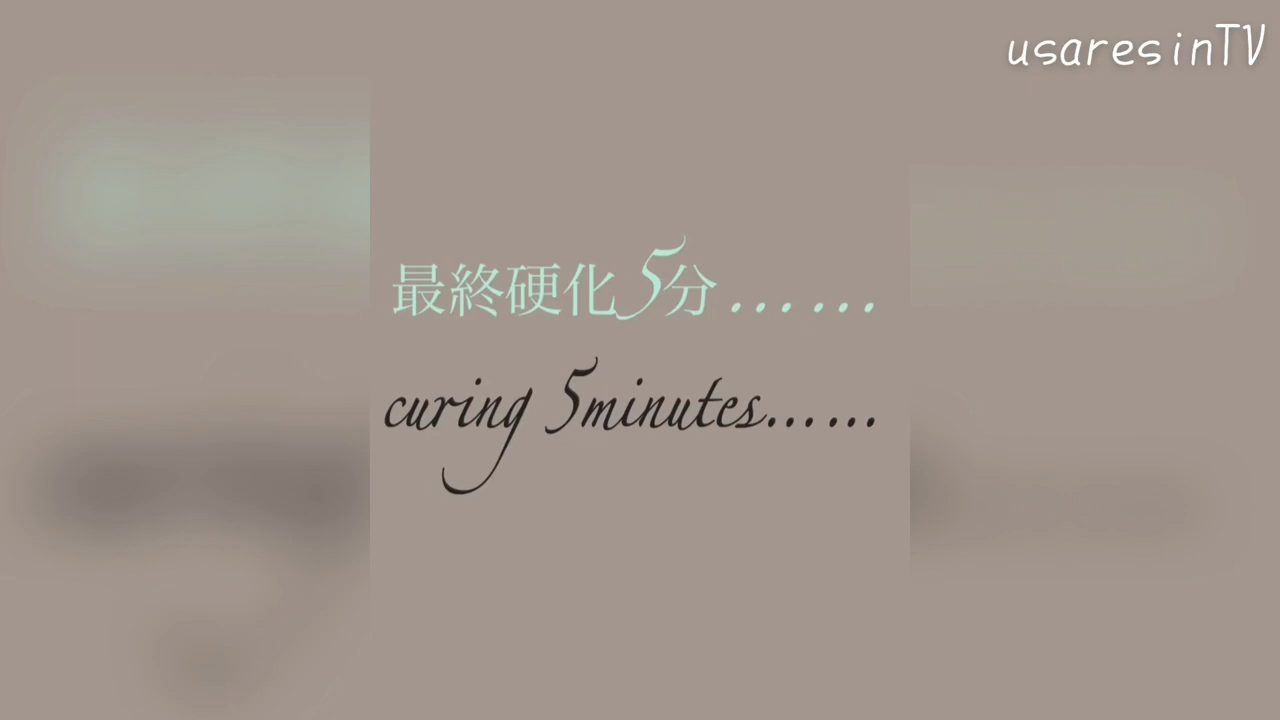 usaresinTV
最終硬化5分……
curing 5minutes......